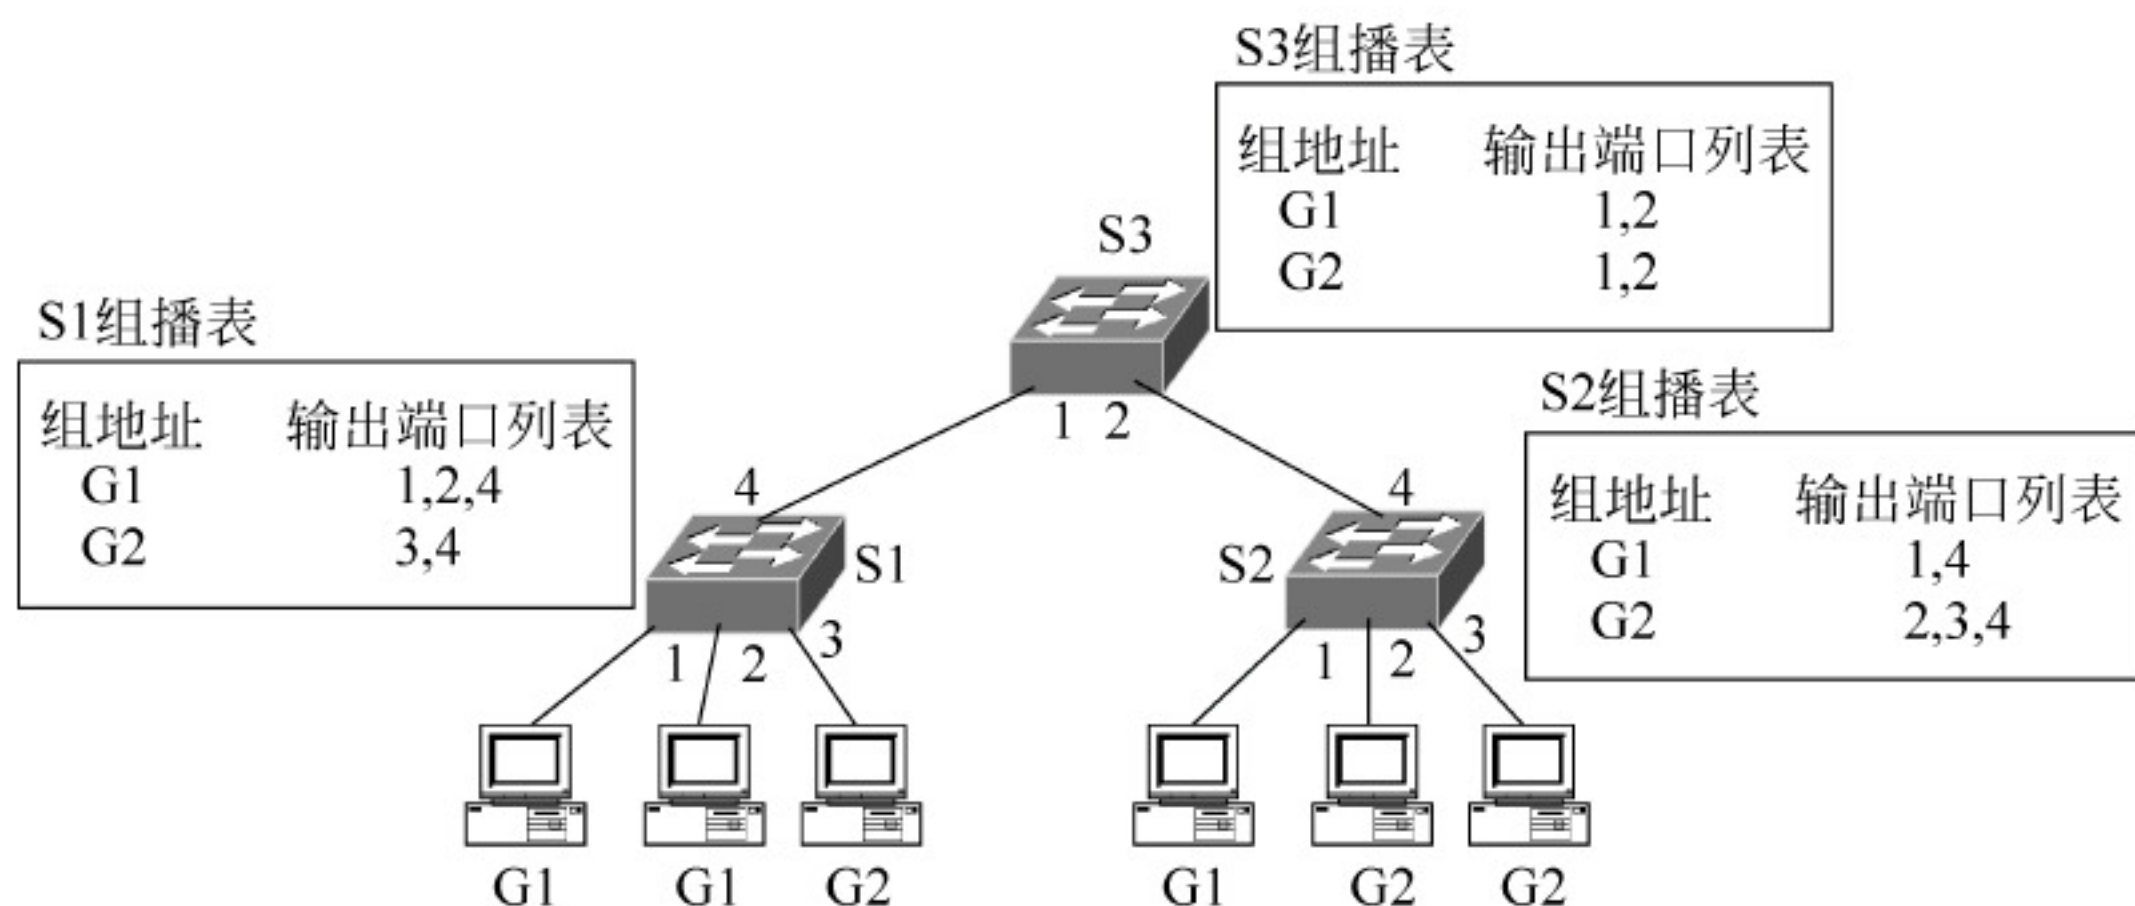 S3组播表
组地址 输出端口列表
G1 1,2
G2 1,2
S3
1 2
S1组播表
组地址 输出端口列表
G1 1,2,4
G2 3,4
4
S1
1 2 3
S2组播表
组地址 输出端口列表
G1 1,4
G2 2,3,4
4
S2
1 2 3
G1 G1 G2 G1 G2 G2